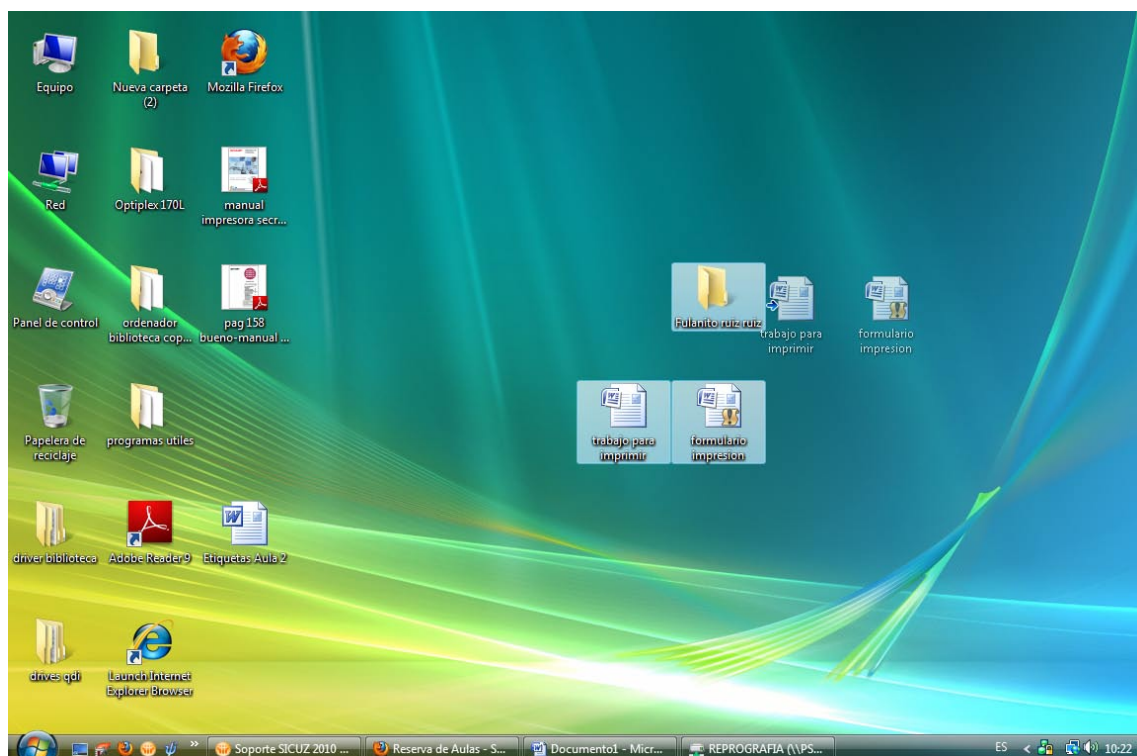 Equipo
Nueva carpeta
(2)
Mozilla Firefox
Red
Optiplex 170L
manual
impresora secr...
Panel de control
ordenador
biblioteca cop...
pag 158
bueno-manual ...
Fulanito ruiz ruiz
trabajo para
imprimir
formulario
impresion
Papelera de
reciclaje
programas utiles
trabajo para
imprimir
formulario
impresion
driver biblioteca
Adobe Reader 9
Etiquetas Aula 2
drives qdi
Launch Internet
Explorer Browser
Soporte SICUZ 2010 ...
Reserva de Aulas - S...
Documento1 - Micr...
REPROGRAFIA (\\PS...
ES
10:27